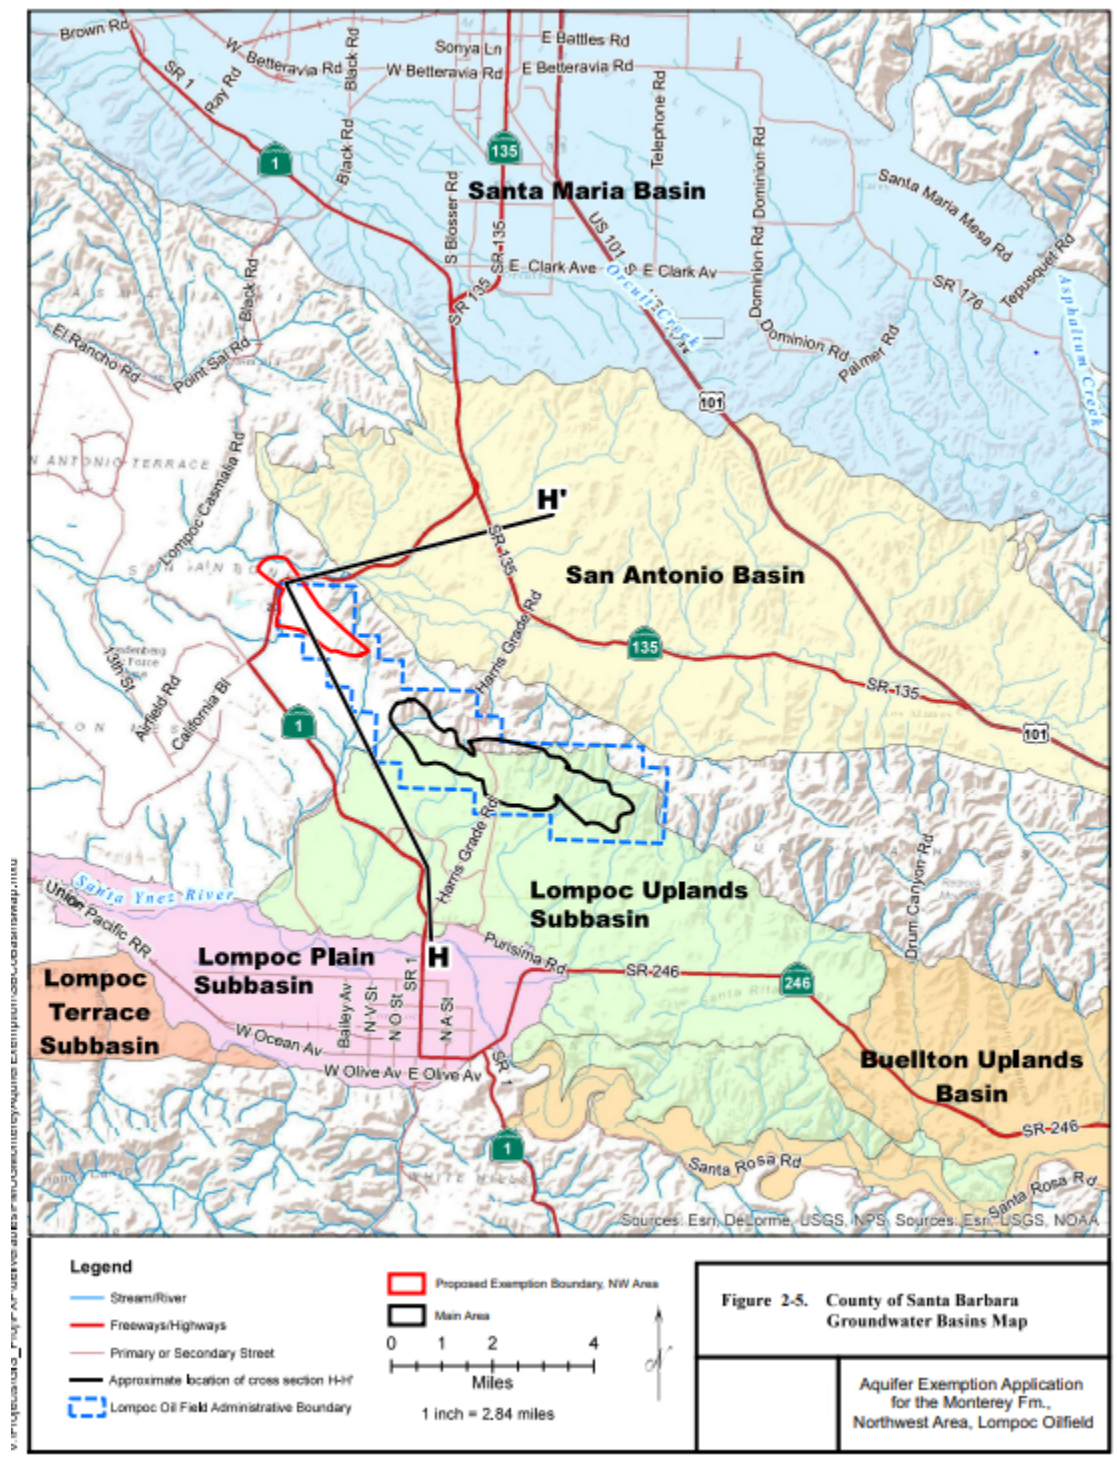 Brown Rd
SR 1
Ray Rd
W Betteravia Rd
Black Rd
Sonya Ln
E Battles Rd
W Betteravia Rd
E Betteravia Rd
Telephone Rd
1
135
Black Rd
Santa Maria Basin
S Blosser Rd
SR-135
US 101
Dominion Rd Dominion Rd
Santa Maria Mesa Rd
SR 176
Tepusquet Rd
E Clark Ave
S E Clark Av
Orcutt Creek
Asphaltum Creek
Black Rd
SR 135
Dominion Rd
Palmer Rd
El Rancho Rd
Point Sal Rd
101
N ANTONIO TERRACE
Lompoc Casmalia Rd
H'
SR-135
San Antonio Basin
SAN ANTONIO
Harris Grade Rd
135
SR-135
101
13th St
Airfield Rd
California Bl
1
Harris Grade Rd
Drum Canyon Rd
Lompoc Uplands
Subbasin
Santa Ynez River
Union Pacific RR
Lompoc Plain
Subbasin
H
Purisima Rd
SR-246
246
Lompoc
Terrace
Subbasin
Bailey Av
N V St
N O St
SR 1
N A St
W Ocean Av
W Olive Av
E Olive Av
SR 1
Buellton Uplands
Basin
SR-246
1
WHITE HILLS
Santa Rosa Rd
Santa Rosa Rd
Sources: Esri, DeLorme, USGS, NPS Sources: Esri, USGS, NOAA
Legend
Stream/River
Freeways/Highways
Primary or Secondary Street
Approximate location of cross section H-H'
Lompoc Oil Field Administrative Boundary
Proposed Exemption Boundary, NW Area
Main Area
0 1 2 4
Miles
1 inch = 2.84 miles
Figure 2-5. County of Santa Barbara
Groundwater Basins Map
Aquifer Exemption Application
for the Monterey Fm.,
Northwest Area, Lompoc Oilfield